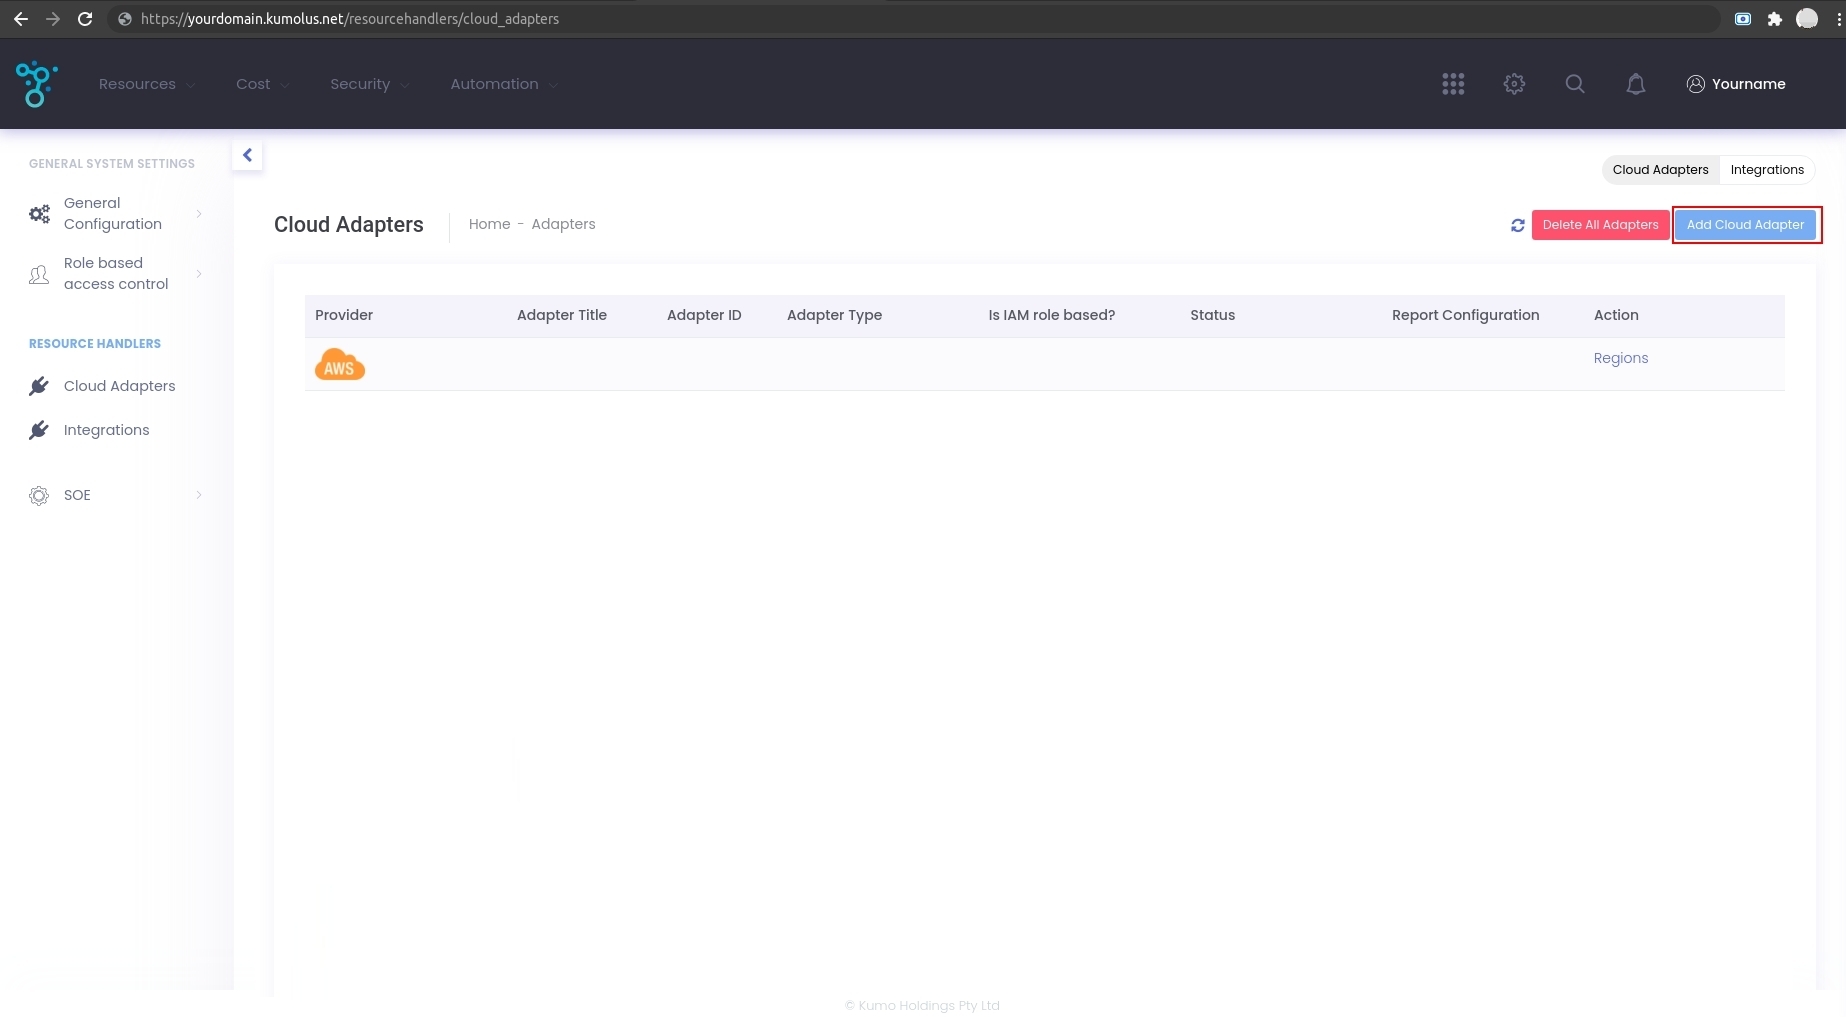 https://yourdomain.kumolus.net/resourcehandlers/cloud_adapters
Resources Cost Security Automation Yourname
GENERAL SYSTEM SETTINGS
General
Configuration
Role based
access control
RESOURCE HANDLERS
Cloud Adapters
Integrations
SOE
Cloud Adapters Integrations
Cloud Adapters Home - Adapters Delete All Adapters Add Cloud Adapter
Provider Adapter Title Adapter ID Adapter Type Is IAM role based? Status Report Configuration Action
AWS Regions
© Kumo Holdings Pty Ltd